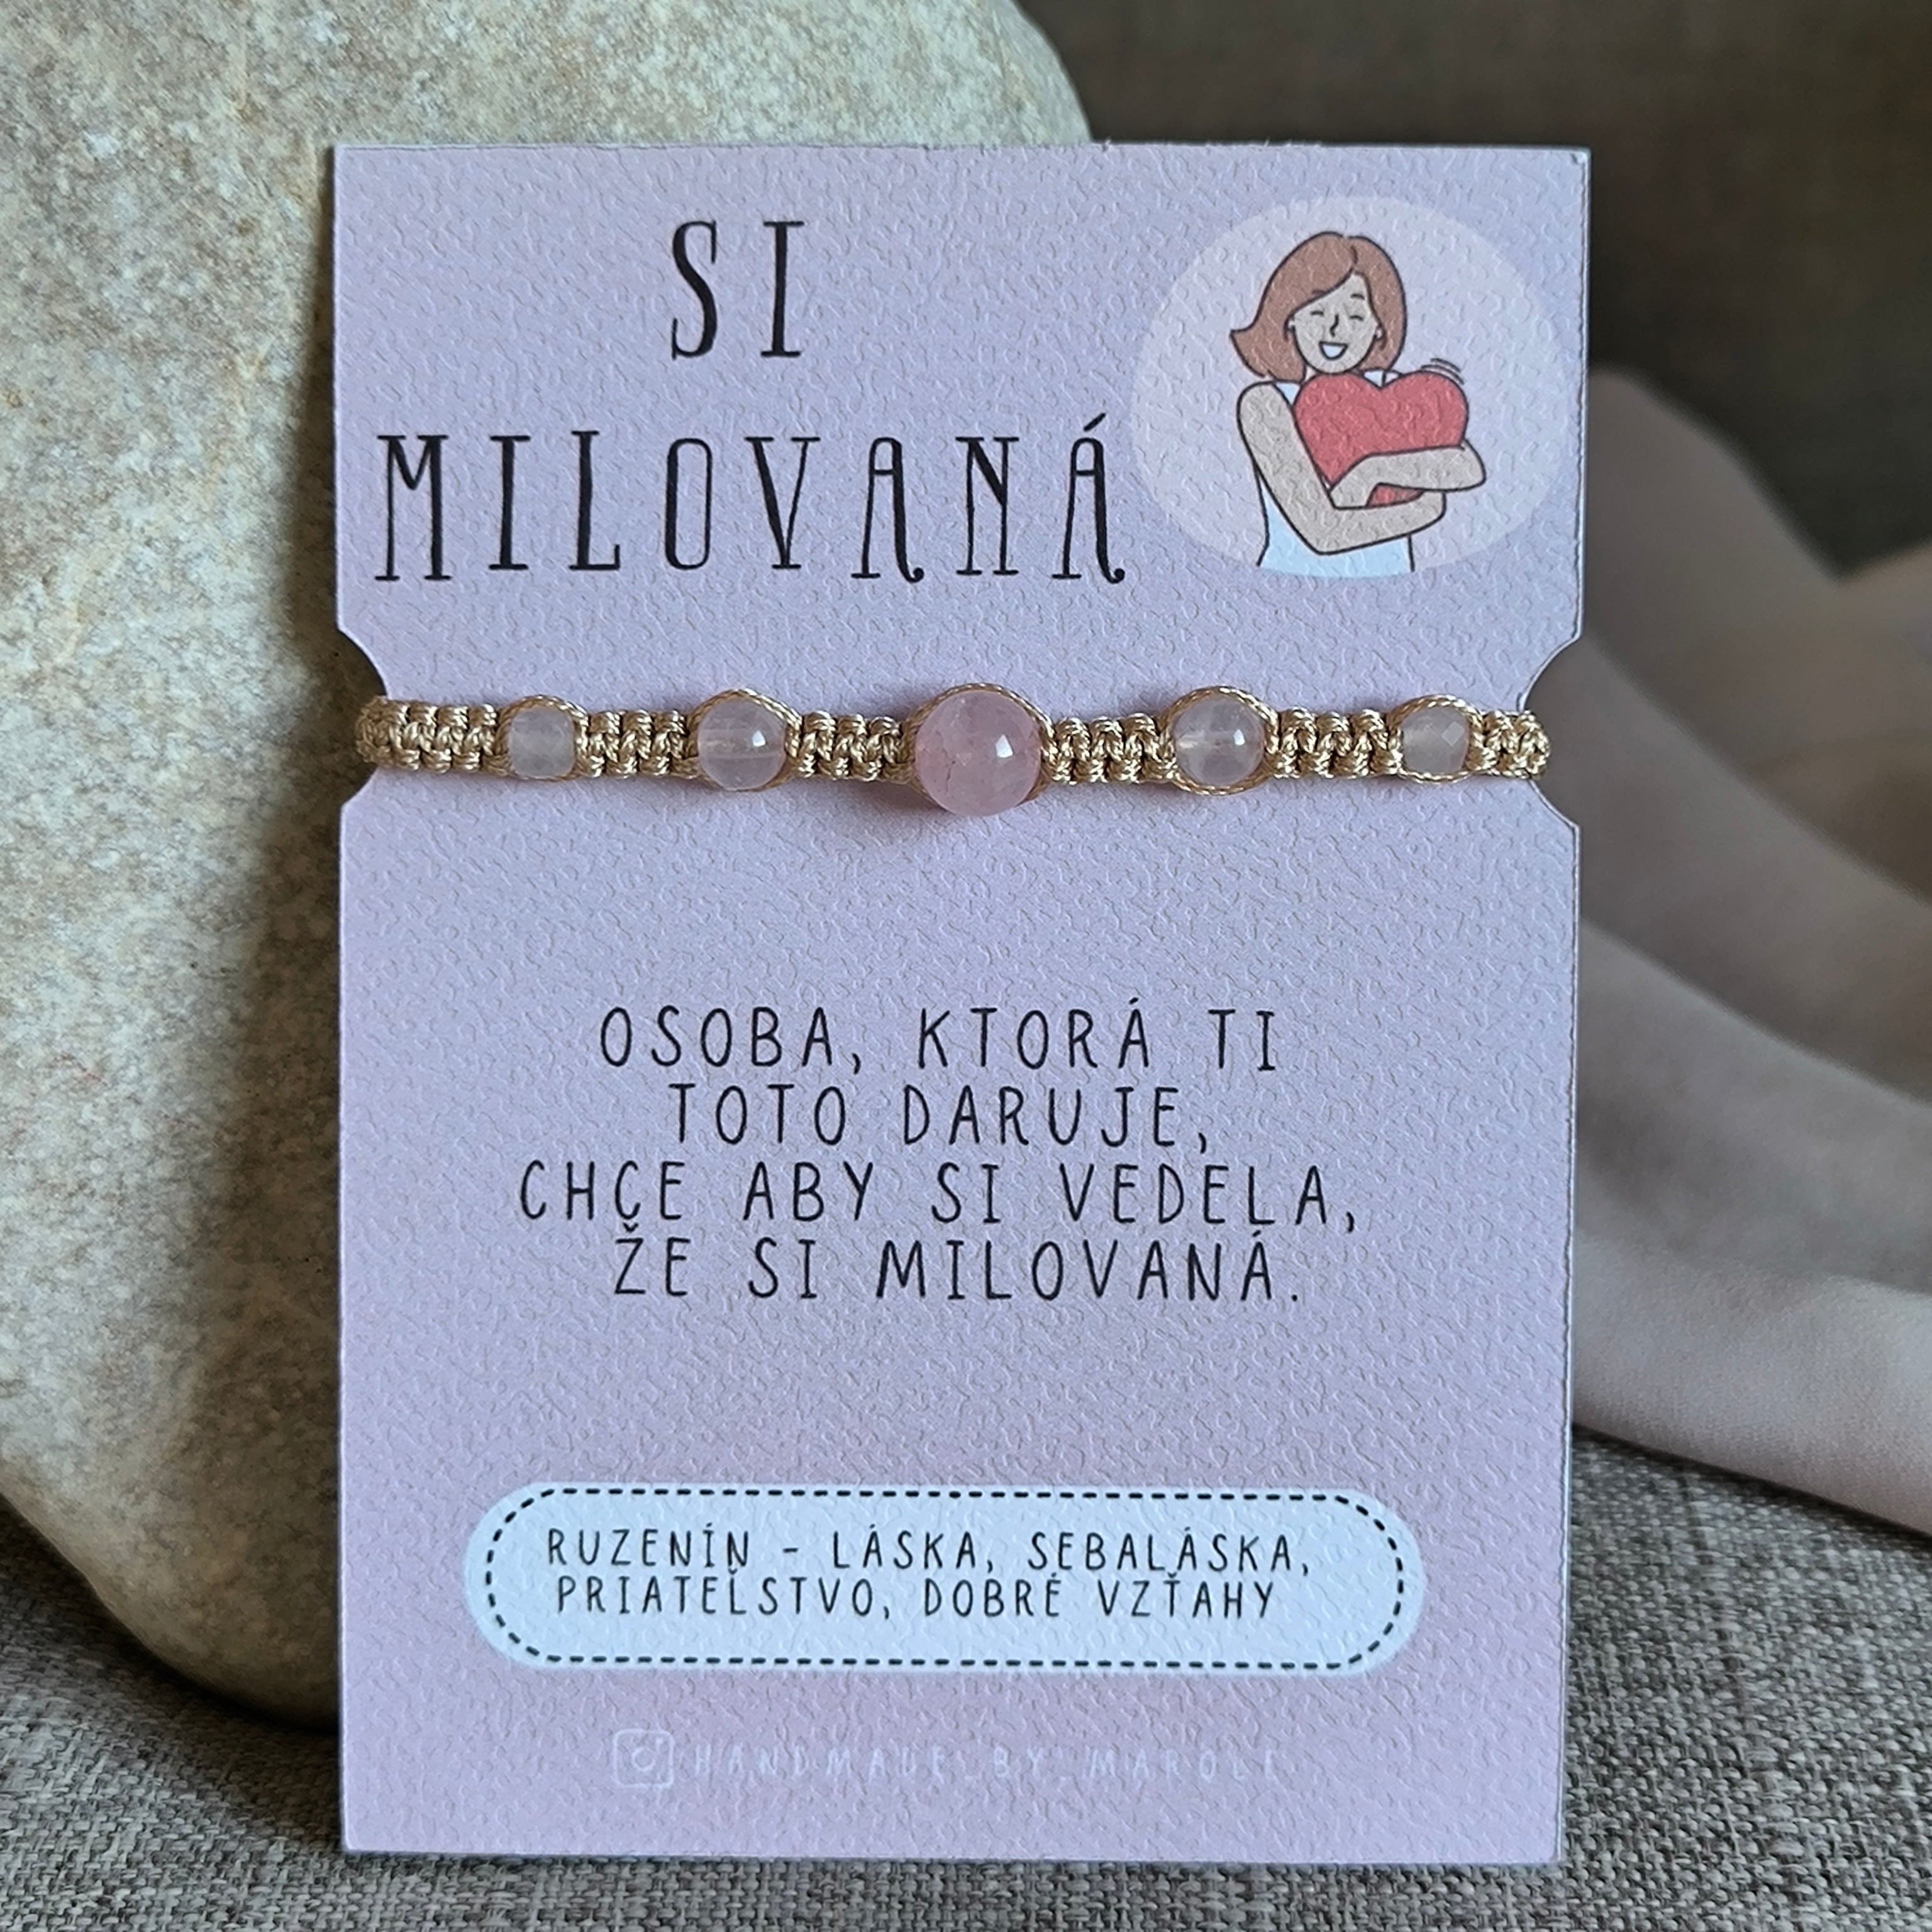 SI
MILOVANÁ
OSOBA, KTORÁ TI
TOTO DARUJE,
CHCE ABY SI VEDELA,
ŽE SI MILOVANÁ.
RUZENÍN - LÁSKA, SEBALÁSKA,
PRIATEĽSTVO, DOBRÉ VZŤAHY
HANDMADE_BY_MAROLE